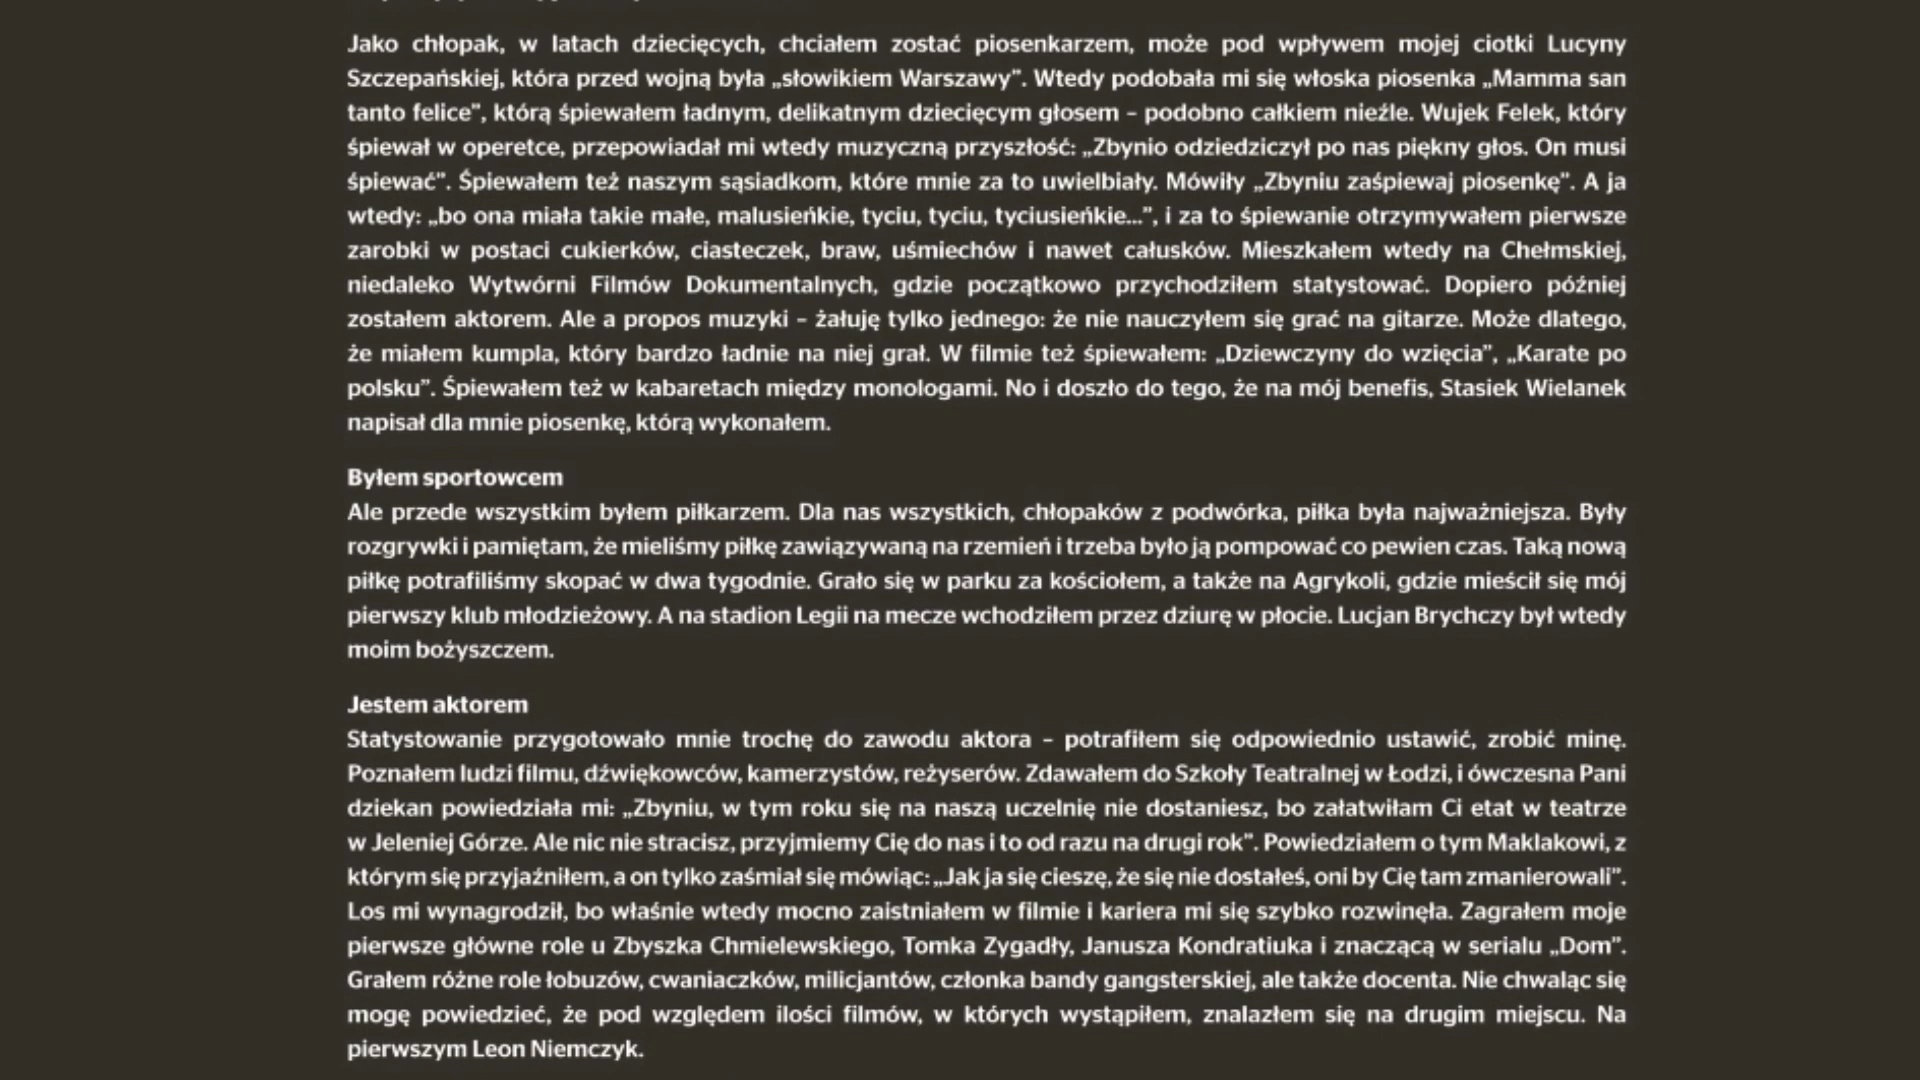 Jako chłopak, w latach dziecięcych, chciałem zostać piosenkarzem, może pod wpływem mojej ciotki Lucyny
Szczepańskiej, która przed wojną była „słowikiem Warszawy”. Wtedy podobała mi się włoska piosenka „Mamma san
tanto felice”, którą śpiewałem ładnym, delikatnym dziecięcym głosem – podobno całkiem nieźle. Wujek Felek, który
śpiewał w operetce, przepowiadał mi wtedy muzyczną przyszłość: „Zbynio odziedziczył po nas piękny głos. On musi
śpiewać”. Śpiewałem też naszym sąsiadkom, które mnie za to uwielbiały. Mówiły „Zbyniu zaśpiewaj piosenkę”. A ja
wtedy: „bo ona miała takie małe, malusieńkie, tyciu, tyciu, tyciusieńkie...”, i za to śpiewanie otrzymywałem pierwsze
zarobki w postaci cukierków, ciasteczek, braw, uśmiechów i nawet całusków. Mieszkałem wtedy na Chełmskiej,
niedaleko Wytwórni Filmów Dokumentalnych, gdzie początkowo przychodziłem statystować. Dopiero później
zostałem aktorem. Ale a propos muzyki – żałuję tylko jednego: że nie nauczyłem się grać na gitarze. Może dlatego,
że miałem kumpla, który bardzo ładnie na niej grał. W filmie też śpiewałem: „Dziewczyny do wzięcia”, „Karate po
polsku”. Śpiewałem też w kabaretach między monologami. No i doszło do tego, że na mój benefis, Stasiek Wielanek
napisał dla mnie piosenkę, którą wykonałem.
Byłem sportowcem
Ale przede wszystkim byłem piłkarzem. Dla nas wszystkich, chłopaków z podwórka, piłka była najważniejsza. Były
rozgrywki i pamiętam, że mieliśmy piłkę zawiązywaną na rzemień i trzeba było ją pompować co pewien czas. Taką nową
piłkę potrafiliśmy skopać w dwa tygodnie. Grało się w parku za kościołem, a także na Agrykoli, gdzie mieścił się mój
pierwszy klub młodzieżowy. A na stadion Legii na mecze wchodziłem przez dziurę w płocie. Lucjan Brychczy był wtedy
moim bożyszczem.
Jestem aktorem
Statystowanie przygotowało mnie trochę do zawodu aktora – potrafiłem się odpowiednio ustawić, zrobić minę.
Poznałem ludzi filmu, dźwiękowców, kamerzystów, reżyserów. Zdawałem do Szkoły Teatralnej w Łodzi, i ówczesna Pani
dziekan powiedziała mi: „Zbyniu, w tym roku się na naszą uczelnię nie dostaniesz, bo załatwiłam Ci etat w teatrze
w Jeleniej Górze. Ale nic nie stracisz, przyjmiemy Cię do nas i to od razu na drugi rok”. Powiedziałem o tym Maklakowi, z
którym się przyjaźniłem, a on tylko zaśmiał się mówiąc: „Jak ja się cieszę, że się nie dostałeś, oni by Cię tam zmanierowali”.
Los mi wynagrodził, bo właśnie wtedy mocno zaistniałem w filmie i kariera mi się szybko rozwinęła. Zagrałem moje
pierwsze główne role u Zbyszka Chmielewskiego, Tomka Zygadły, Janusza Kondratiuka i znaczącą w serialu „Dom”.
Grałem różne role łobuzów, cwaniaczków, milicjantów, członka bandy gangsterskiej, ale także docenta. Nie chwaląc się
mogę powiedzieć, że pod względem ilości filmów, w których wystąpiłem, znalazłem się na drugim miejscu. Na
pierwszym Leon Niemczyk.